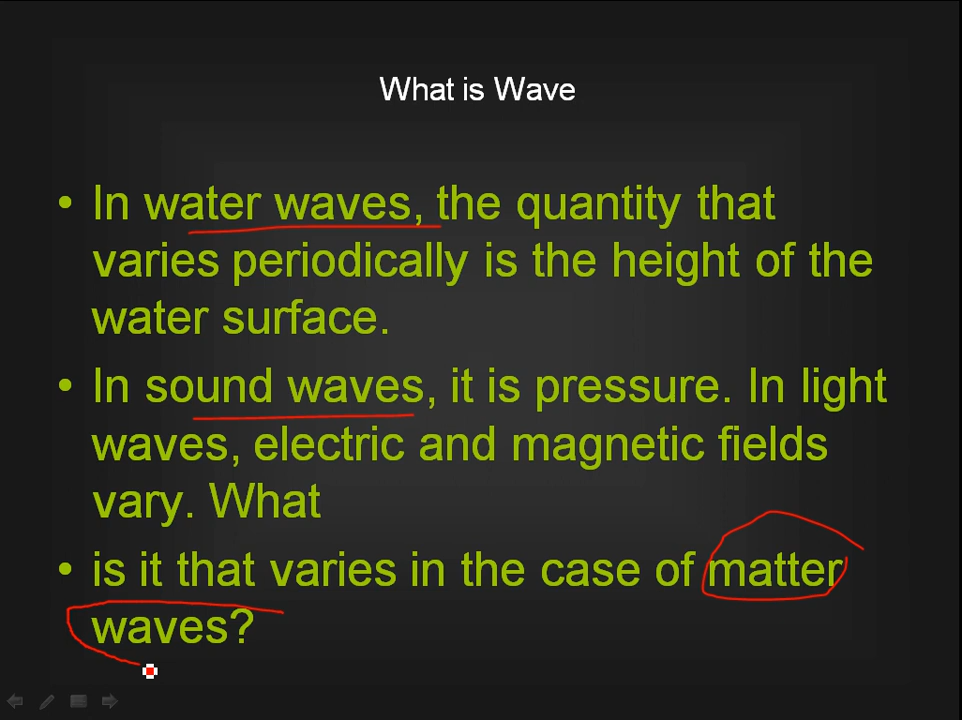 What is Wave
• In water waves, the quantity that
varies periodically is the height of the
water surface.
• In sound waves, it is pressure. In light
waves, electric and magnetic fields
vary. What
• is it that varies in the case of matter
waves?